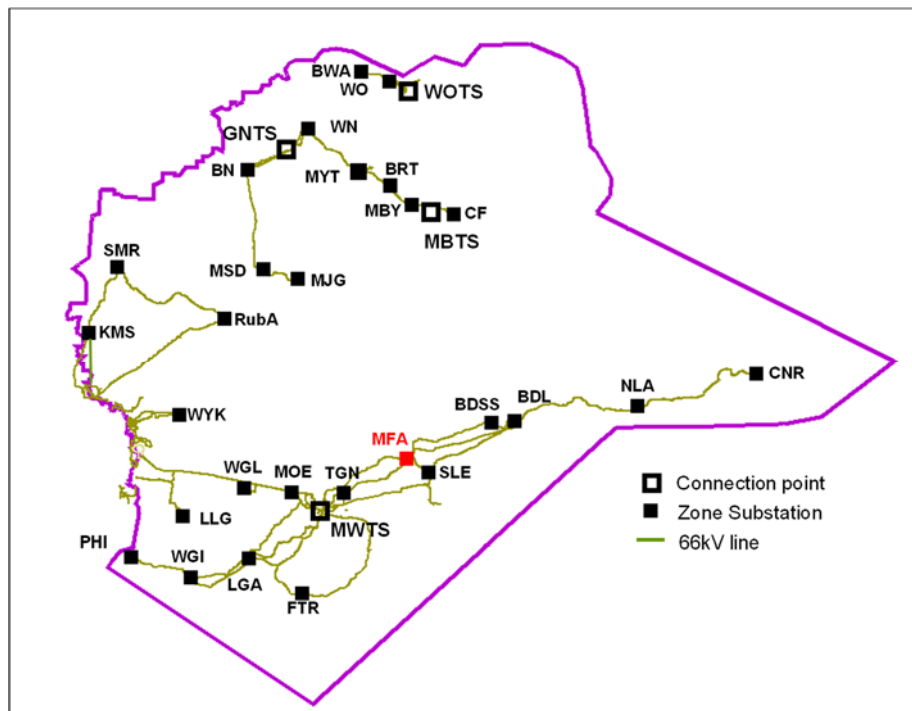 BWA
WO
WOTS
WN
GNTS
BN
MYT
BRT
MBY
CF
MBTS
SMR
MSD
MJG
KMS
RubA
CNR
NLA
BDL
BDSS
WYK
MFA
WGL
MOE
TGN
SLE
Connection point
LLG
MWTS
Zone Substation
PHI
WGI
LGA
66kV line
FTR